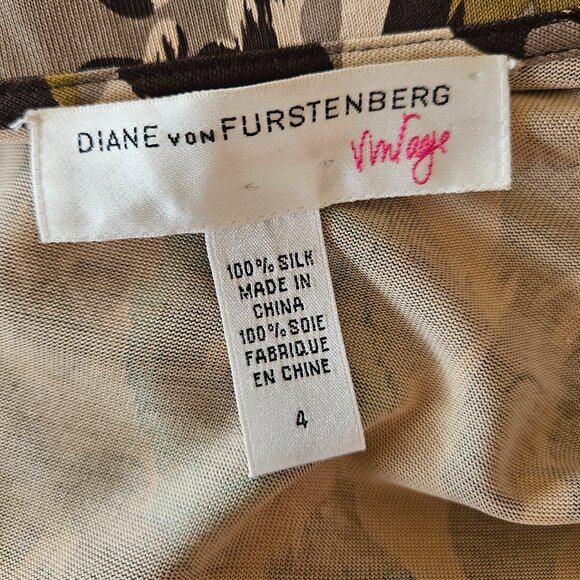 DIANE VON FURSTENBERG
Vintage
100% SILK
MADE IN
CHINA
100% SOIE
FABRIQUE
EN CHINE
4